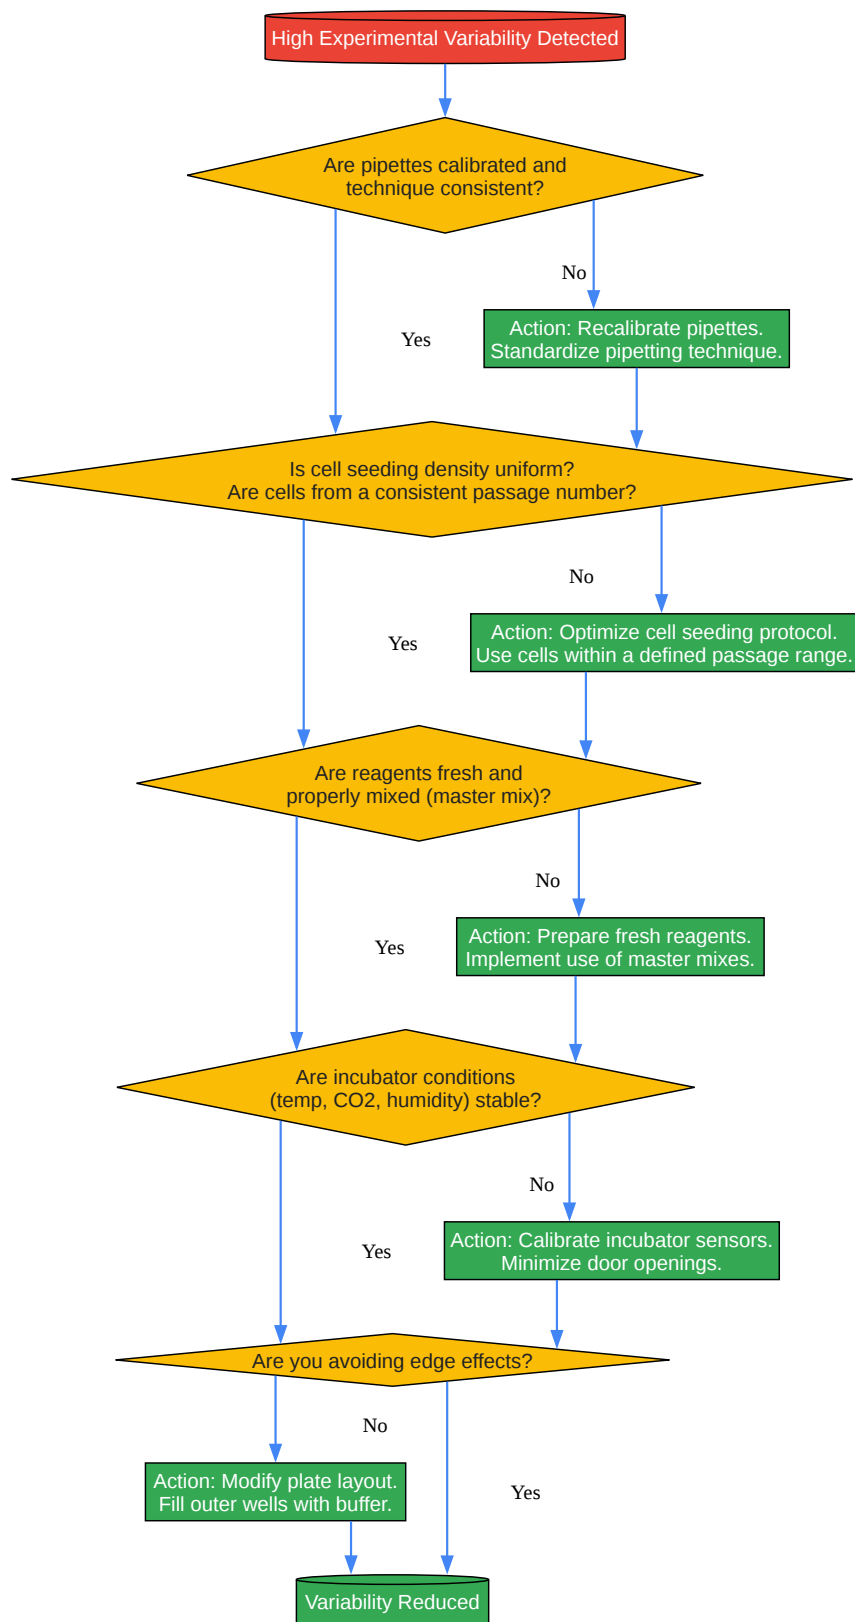 High Experimental Variability Detected
Are pipettes calibrated and
technique consistent?
No
Yes
Action: Recalibrate pipettes.
Standardize pipetting technique.
Is cell seeding density uniform?
Are cells from a consistent passage number?
No
Yes
Action: Optimize cell seeding protocol.
Use cells within a defined passage range.
Are reagents fresh and
properly mixed (master mix)?
No
Yes
Action: Prepare fresh reagents.
Implement use of master mixes.
Are incubator conditions
(temp, CO2, humidity) stable?
No
Yes
Action: Calibrate incubator sensors.
Minimize door openings.
Are you avoiding edge effects?
No
Action: Modify plate layout.
Fill outer wells with buffer.
Yes
Variability Reduced